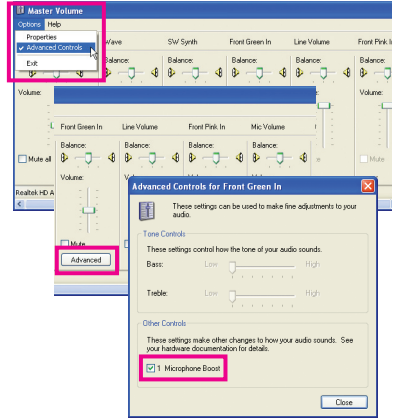 Master Volume
Options Help
Properties
Advanced Controls
Exit
Wave SW Synth Front Green In Line Volume Front Pink I
Balance: Balance: Balance: Balance: Balance:
Volume: Volume:
Mute all Mute
Realtek HD A
Front Green In Line Volume Front Pink In Mic Volume
Balance: Balance: Balance: Balance:
Volume:
Mute
Advanced
Advanced Controls for Front Green In
These settings can be used to make fine adjustments to your
audio.
Tone Controls
These settings control how the tone of your audio sounds.
Bass: Low High
Treble: Low High
Other Controls
These settings make other changes to how your audio sounds. See
your hardware documentation for details.
1 Microphone Boost
Close